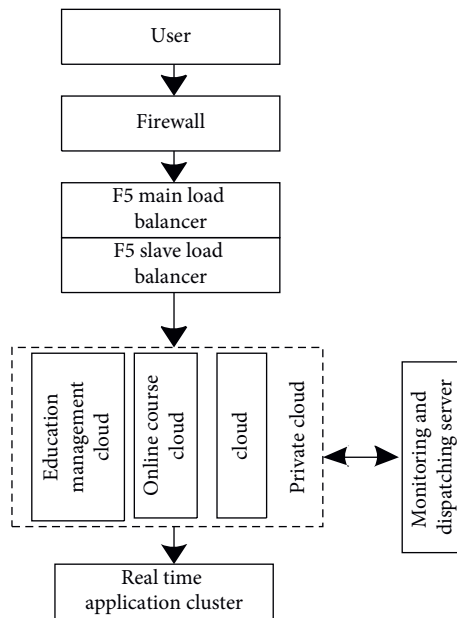 User
Firewall
F5 main load
balancer
F5 slave load
balancer
Education
management
cloud
Online course
cloud
cloud
Private cloud
Monitoring and
dispatching server
Real time
application cluster